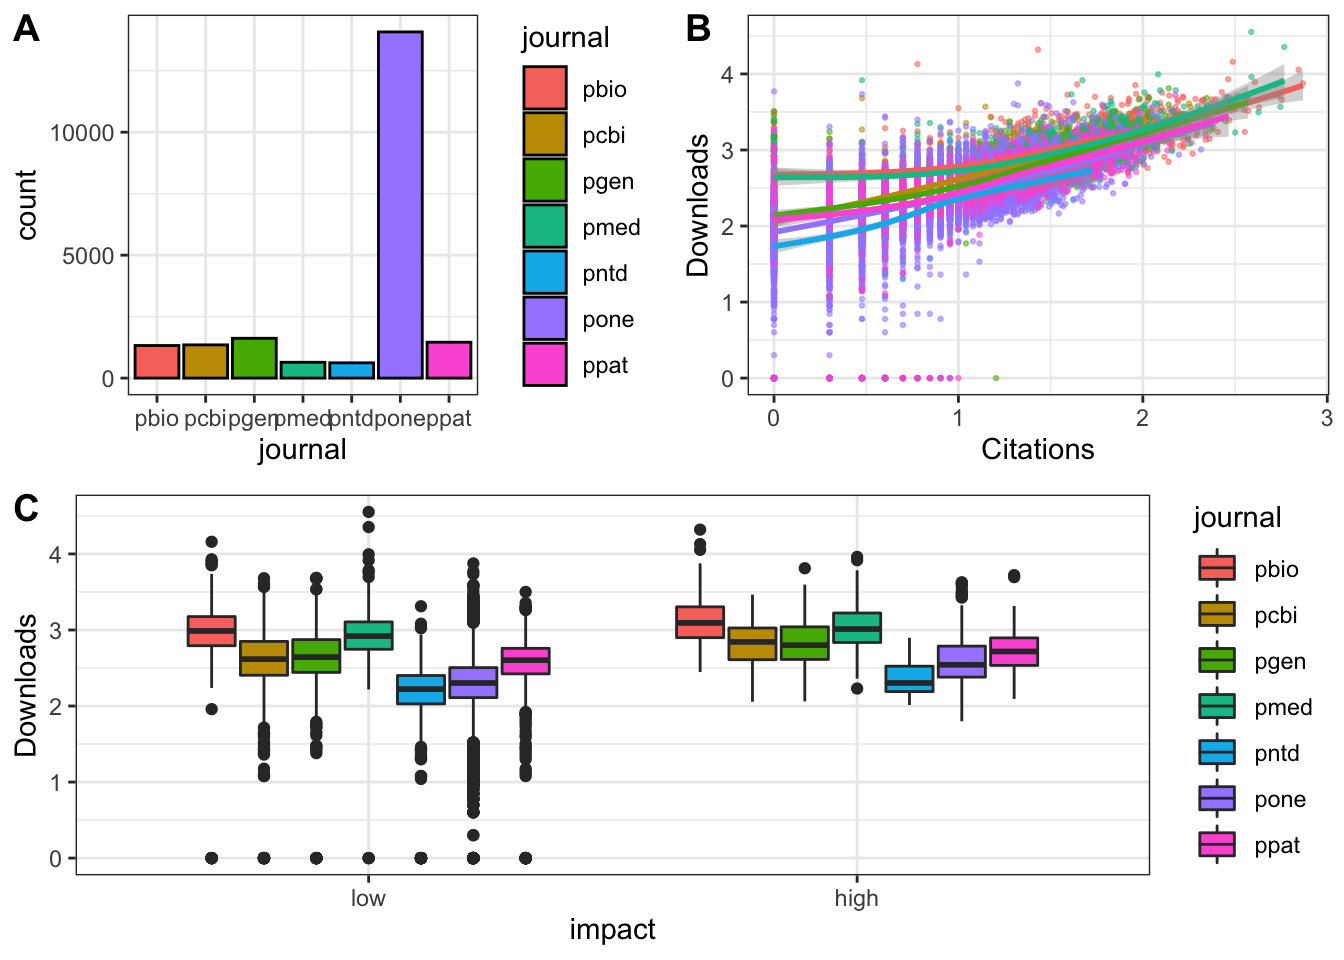 A
count
10000
5000
0
pbio pcbi pgen pmed pntd pone ppat
journal
journal
pbio
pcbi
pgen
pmed
pntd
pone
ppat
B
Downloads
4
3
2
1
0
0 1 2 3
Citations
C
Downloads
4
3
2
1
0
low high
impact
journal
pbio
pcbi
pgen
pmed
pntd
pone
ppat